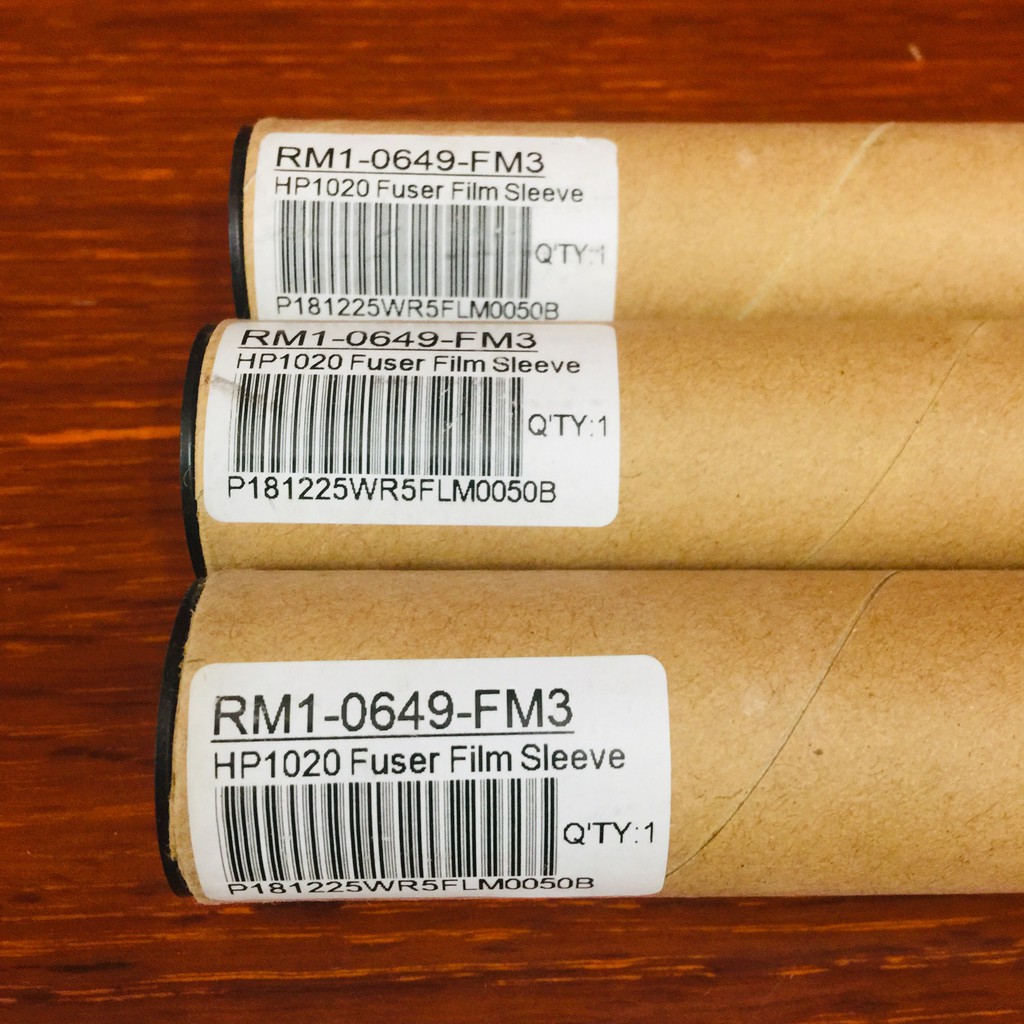 RM1-0649-FM3
HP1020 Fuser Film Sleeve
Q'TY:1
P181225WR5FLM0050B
RM1-0649-FM3
HP1020 Fuser Film Sleeve
Q'TY:1
P181225WR5FLM0050B
RM1-0649-FM3
HP1020 Fuser Film Sleeve
Q'TY:1
P181225WR5FLM0050B